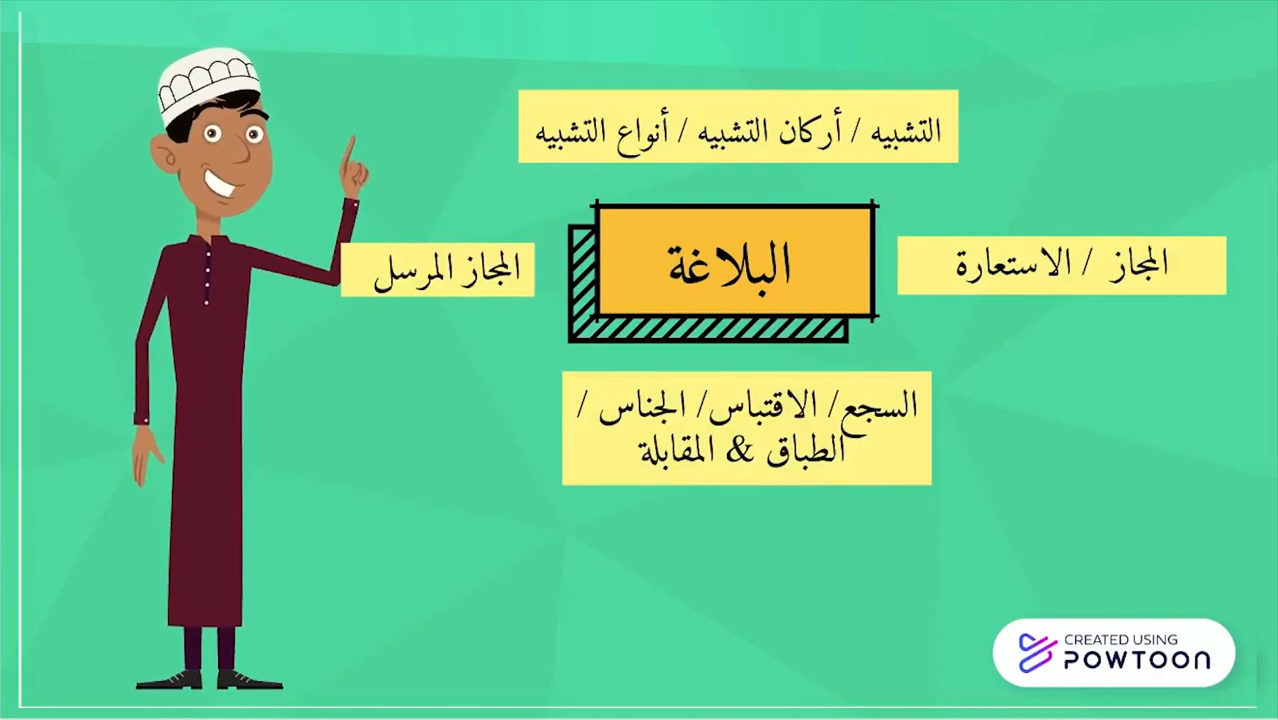 التشبيه / أركان التشبيه / أنواع التشبيه
البلاغة
المجاز / الاستعارة
المجاز المرسل
السجع/ الاقتباس/ الجناس /
الطباق & المقابلة
CREATED USING
POWTOON